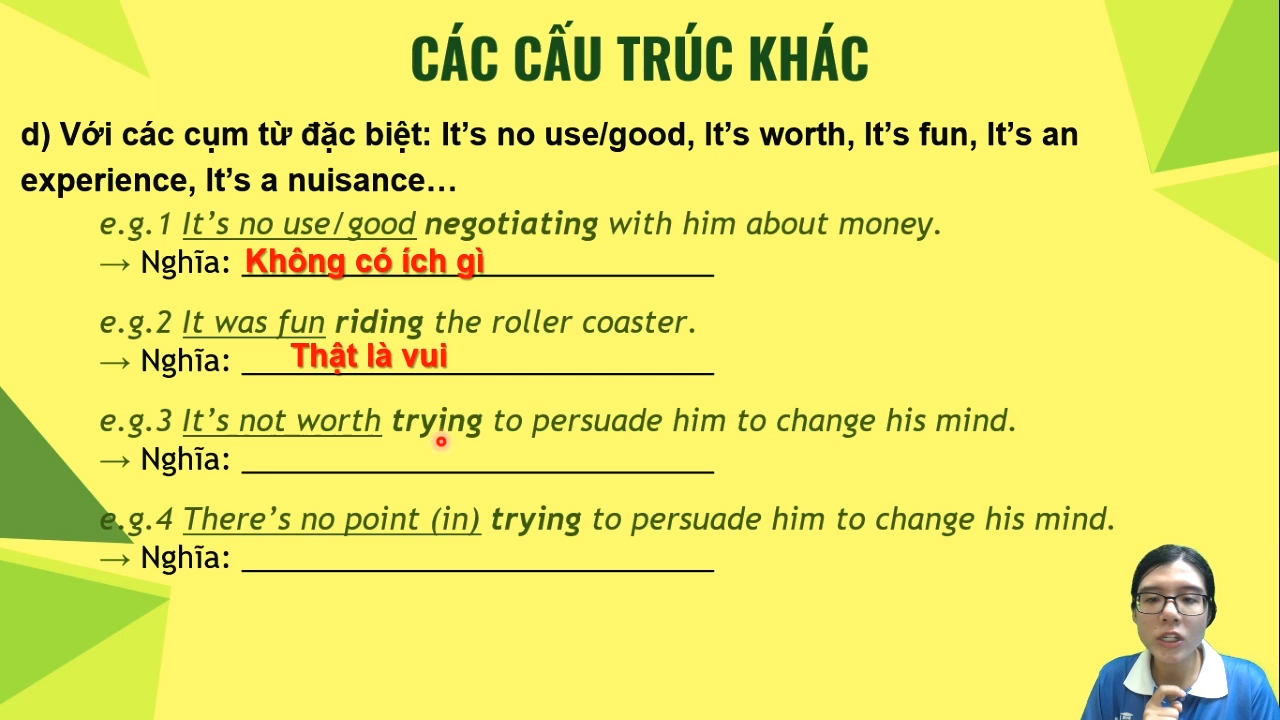 CÁC CẤU TRÚC KHÁC
d) Với các cụm từ đặc biệt: It’s no use/good, It’s worth, It’s fun, It’s an
experience, It’s a nuisance…
e.g.1 It’s no use/good negotiating with him about money.
→ Nghĩa: Không có ích gì
e.g.2 It was fun riding the roller coaster.
→ Nghĩa: Thật là vui
e.g.3 It’s not worth trying to persuade him to change his mind.
→ Nghĩa: ____________________
e.g.4 There’s no point (in) trying to persuade him to change his mind.
→ Nghĩa: ____________________